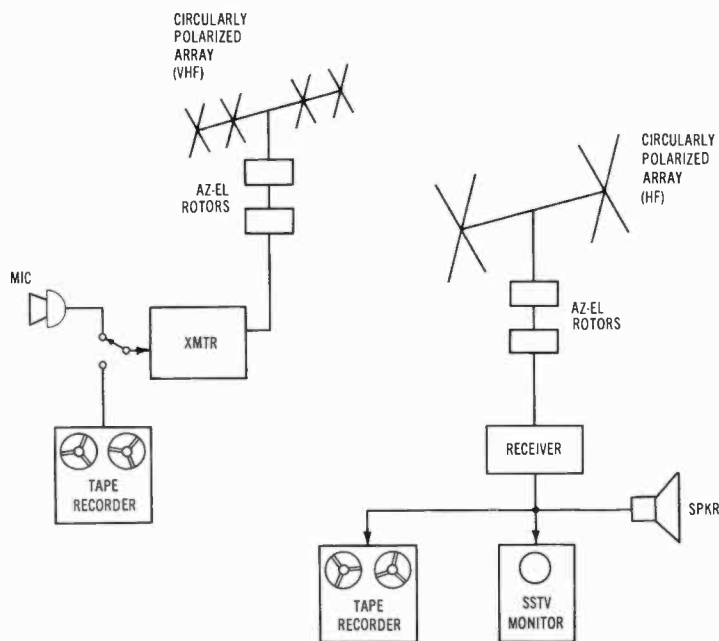 CIRCULARLY
POLARIZED
ARRAY
(VHF)
AZ-EL
ROTORS
MIC
XMTR
TAPE
RECORDER
CIRCULARLY
POLARIZED
ARRAY
(HF)
AZ-EL
ROTORS
RECEIVER
SPKR
TAPE
RECORDER
SSTV
MONITOR